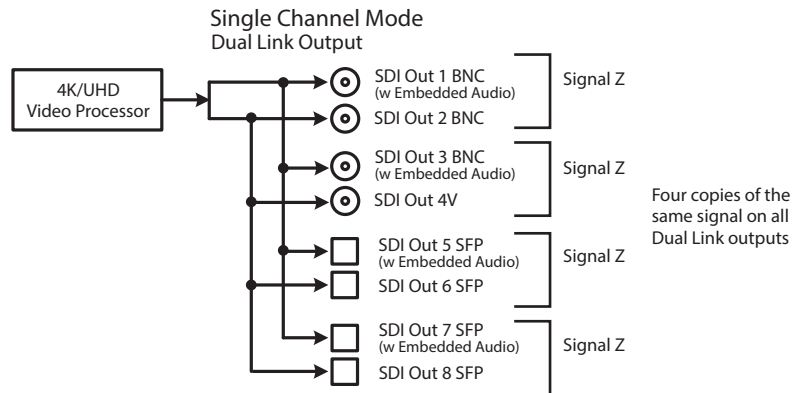 Single Channel Mode
Dual Link Output
4K/UHD
Video Processor
SDI Out 1 BNC
(w Embedded Audio)
SDI Out 2 BNC
Signal Z
SDI Out 3 BNC
(w Embedded Audio)
SDI Out 4V
Signal Z
Four copies of the
same signal on all
Dual Link outputs
SDI Out 5 SFP
(w Embedded Audio)
SDI Out 6 SFP
Signal Z
SDI Out 7 SFP
(w Embedded Audio)
SDI Out 8 SFP
Signal Z